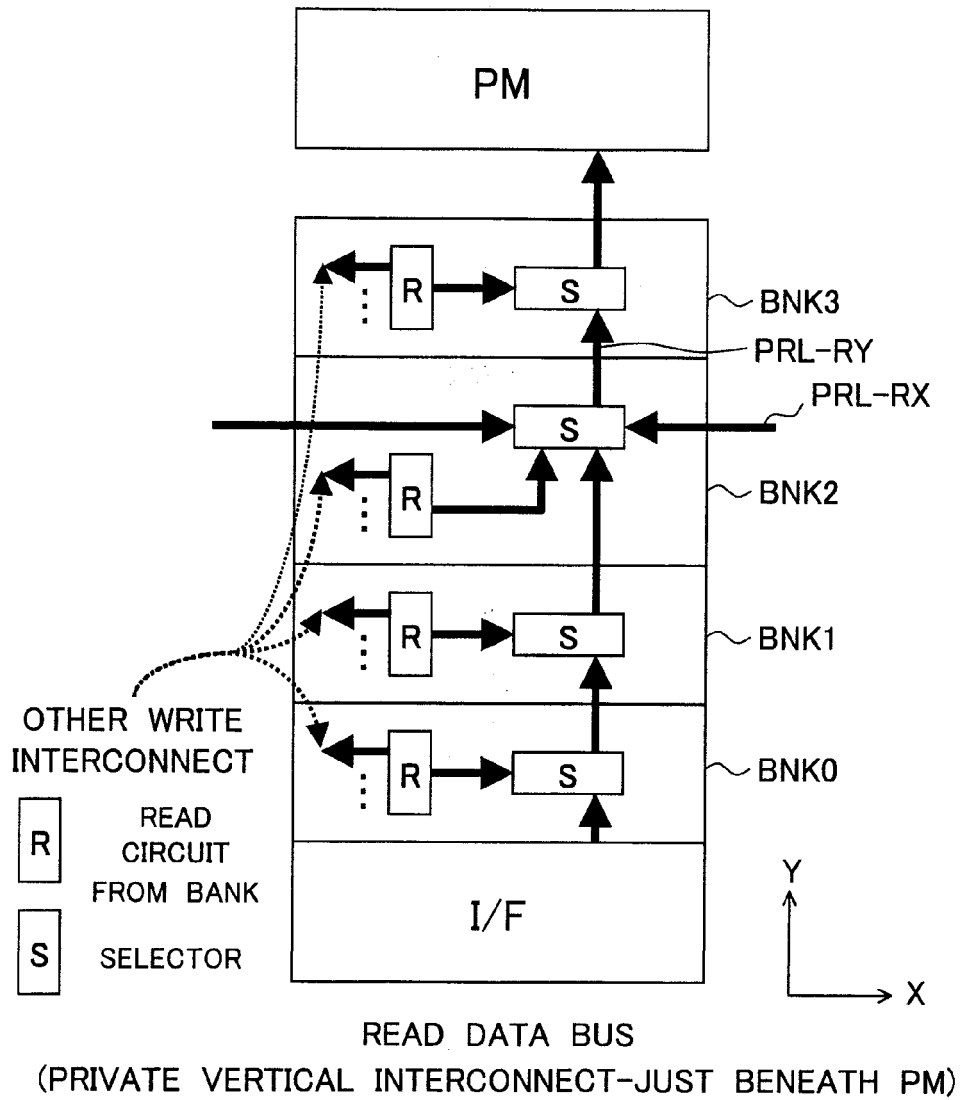 PM
R
S
BNK3
PRL-RY
PRL-RX
S
R
BNK2
R
S
BNK1
OTHER WRITE
INTERCONNECT
R
S
BNK0
R
READ
CIRCUIT
FROM BANK
S
SELECTOR
I/F
Y
X
READ DATA BUS
(PRIVATE VERTICAL INTERCONNECT-JUST BENEATH PM)